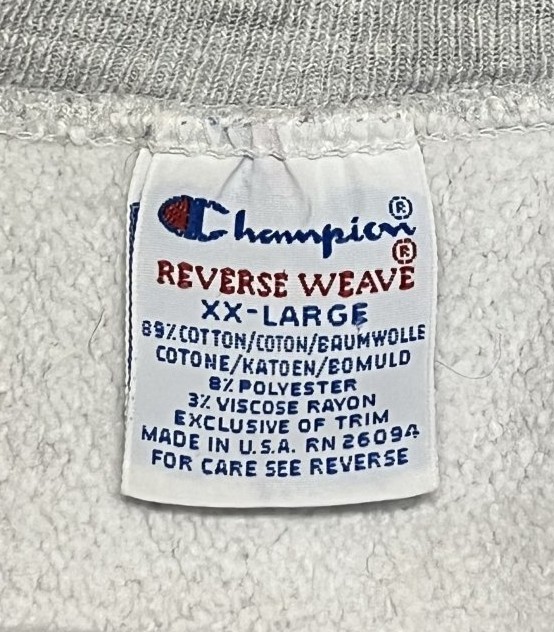 Champion®
REVERSE WEAVE®
XX-LARGE
89% COTTON/COTON/BAUMWOLLE
COTONE/KATOEN/BOMULD
8% POLYESTER
3% VISCOSE RAYON
EXCLUSIVE OF TRIM
MADE IN U.S.A. RN 26094
FOR CARE SEE REVERSE